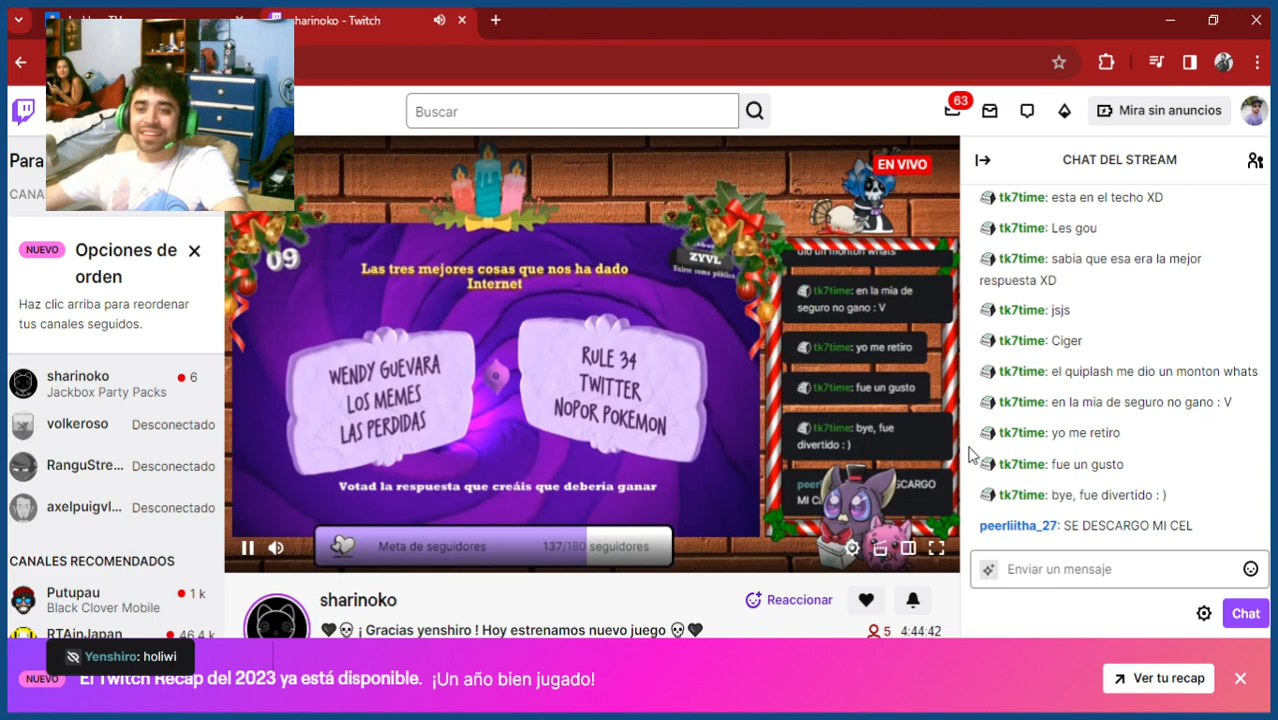 sharinoko - Twitch
Buscar
63
Mira sin anuncios
Para
CANA
NUEVO
Opciones de
orden
Haz clic arriba para reordenar
tus canales seguidos.
sharinoko
6
Jackbox Party Packs
volkeroso
Desconectado
RanguStre...
Desconectado
axelpuigvl...
Desconectado
CANALES RECOMENDADOS
Putupau
1 k
Black Clover Mobile
RTAinJapan
46,4 k
EN VIVO
09
ZYVL
Las tres mejores cosas que nos ha dado
Internet
WENDY GUEVARA
LOS MEMES
LAS PERDIDAS
RULE 34
TWITTER
NOPOR POKEMON
Votad la respuesta que creáis que debería ganar
dio un monton whats
tk7time: en la mia de
seguro no gano : V
tk7time: yo me retiro
tk7time: fue un gusto
tk7time: bye, fue
divertido : )
Meta de seguidores
137/180 seguidores
sharinoko
¡ Gracias yenshiro ! Hoy estrenamos nuevo juego
Reaccionar
5
4:44:42
CHAT DEL STREAM
tk7time: esta en el techo XD
tk7time: Les gou
tk7time: sabia que esa era la mejor
respuesta XD
tk7time: jsjs
tk7time: Ciger
tk7time: el quiplash me dio un monton whats
tk7time: en la mia de seguro no gano : V
tk7time: yo me retiro
tk7time: fue un gusto
tk7time: bye, fue divertido : )
peerliitha_27: SE DESCARGO MI CEL
Enviar un mensaje
Chat
Yenshiro: holiwi
NUEVO
El Twitch Recap del 2023 ya está disponible.
¡Un año bien jugado!
Ver tu recap